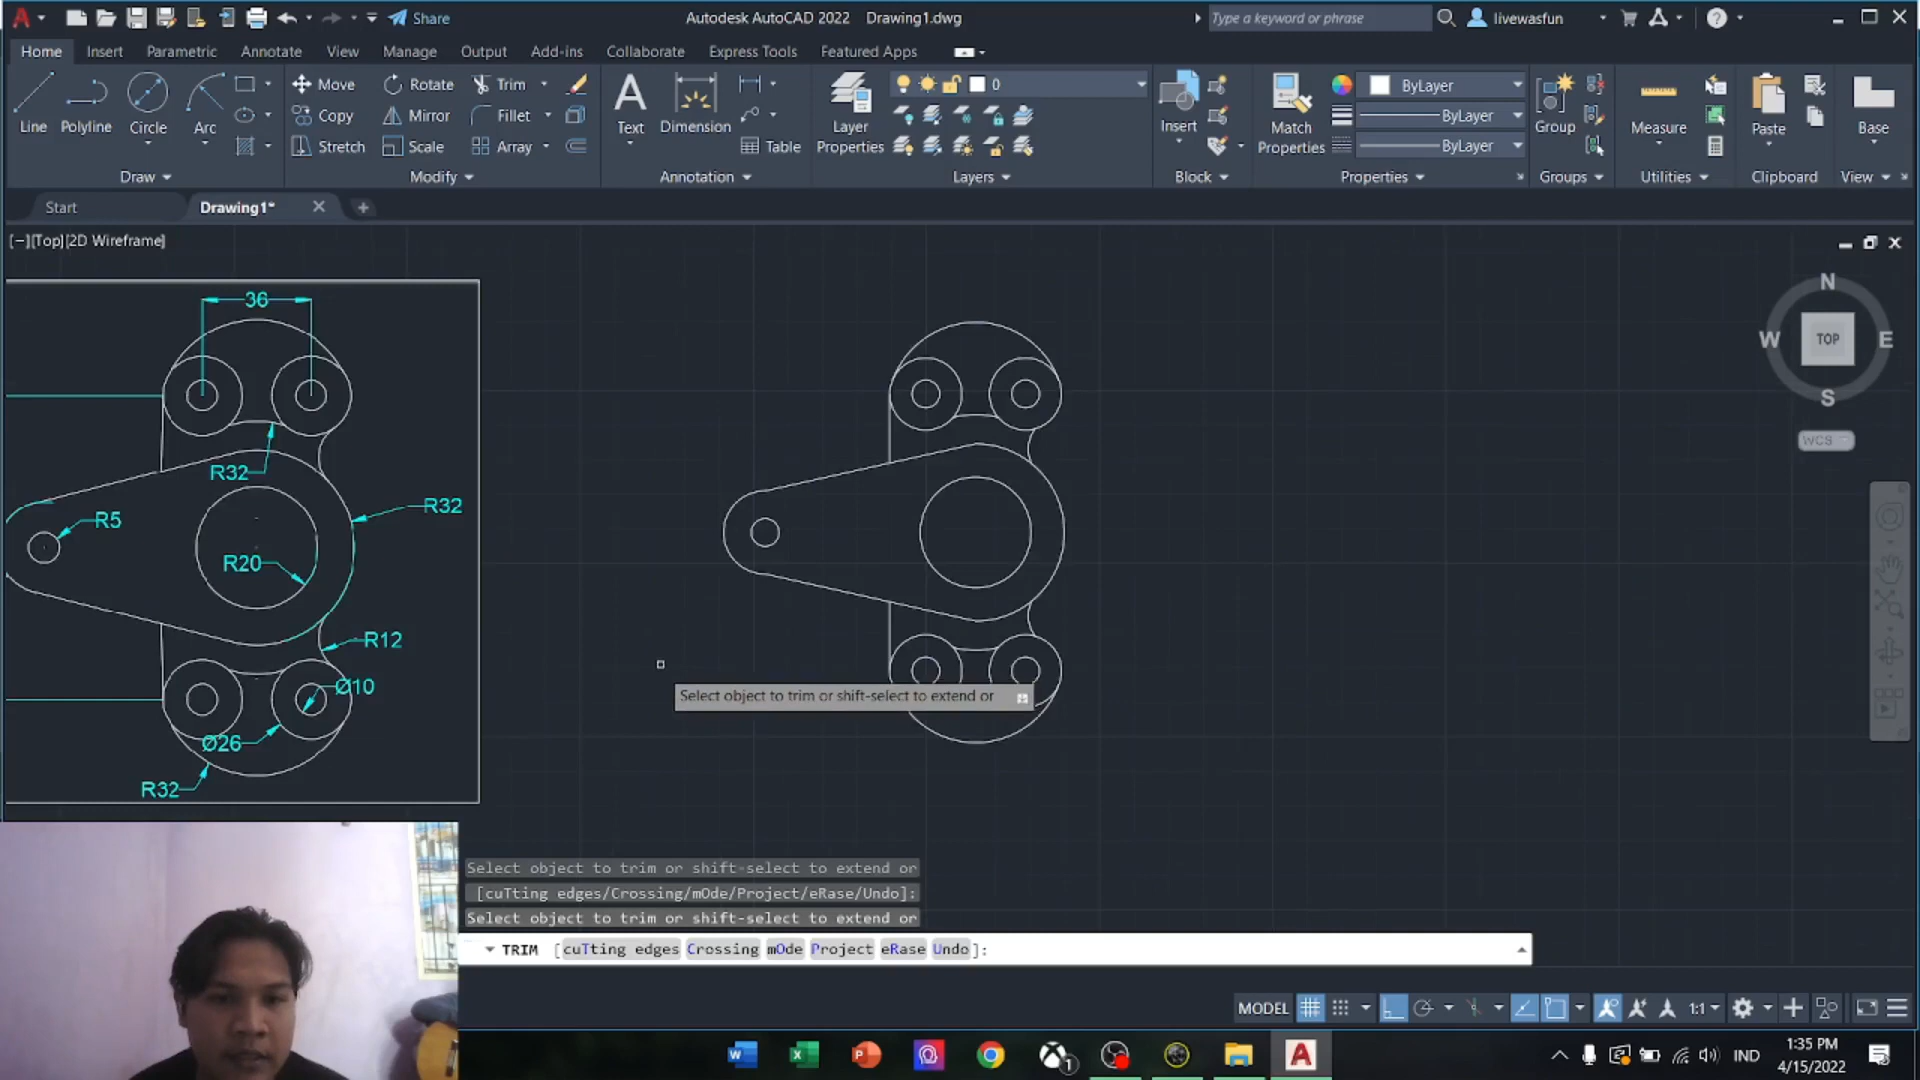 Share
Autodesk AutoCAD 2022 Drawing1.dwg
Type a keyword or phrase
livewasfun
Home Insert Parametric Annotate View Manage Output Add-ins Collaborate Express Tools Featured Apps
Line Polyline Circle Arc
Move Rotate Trim
Copy Mirror Fillet
Stretch Scale Array
Text Dimension Table
Layer Properties
0
Insert
Match Properties
ByLayer
ByLayer
ByLayer
Group
Measure
Paste
Base
Draw Modify Annotation Layers Block Properties Groups Utilities Clipboard View
Start Drawing1*
[−][Top][2D Wireframe]
36
R32
R32
R5
R20
R12
Ø10
Ø26
R32
N
W TOP E
S
WCS
Select object to trim or shift-select to extend or
Select object to trim or shift-select to extend or
[cuTting edges/Crossing/mOde/Project/eRase/Undo]:
Select object to trim or shift-select to extend or
TRIM [cuTting edges Crossing mOde Project eRase Undo]:
MODEL 1:1
1
IND
1:35 PM
4/15/2022